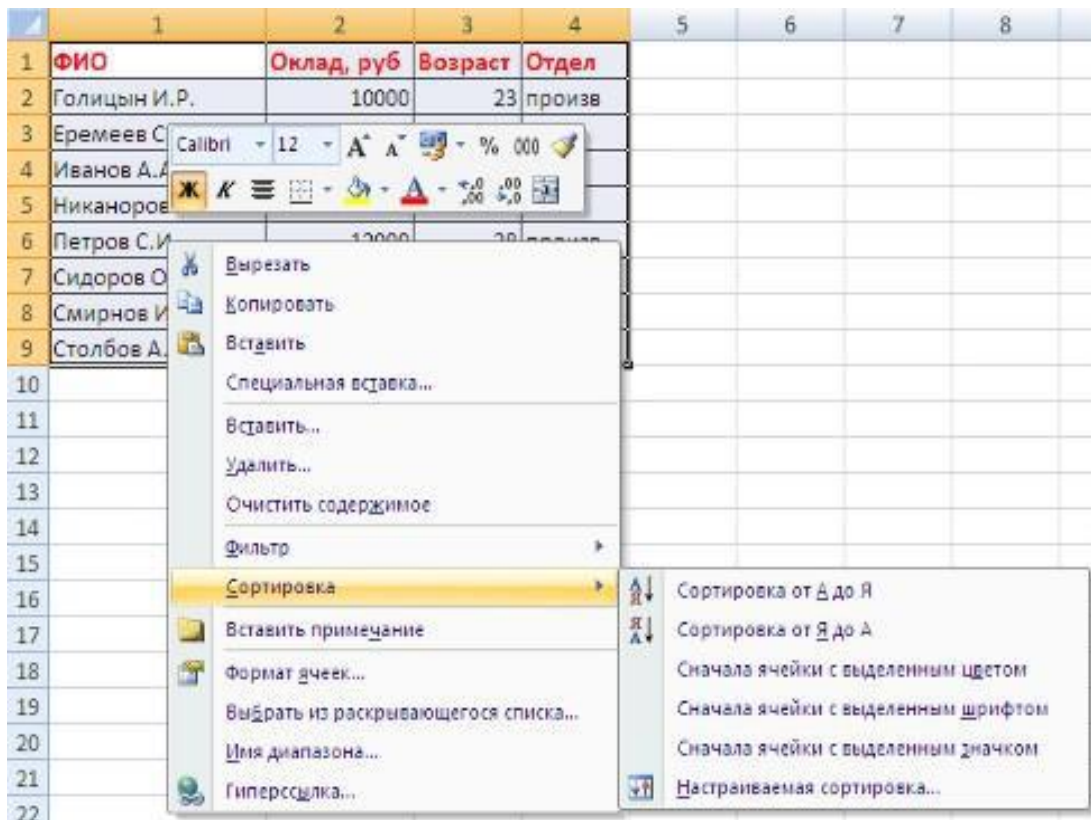 1 2 3 4 5 6 7 8
1 ФИО Оклад, руб Возраст Отдел
2 Голицын И.Р. 10000 23 произв
3 Еремеев С
Calibri 12 % 000
4 Иванов А.А
Ж К
5 Никаноров
6 Петров С.И 12000 28 произв
7 Сидоров О
8 Смирнов И
9 Столбов А.
10
11
12
13
14
15
16
17
18
19
20
21
22
Вырезать
Копировать
Вставить
Специальная вставка...
Вставить...
Удалить...
Очистить содержимое
Фильтр
Сортировка
Вставить примечание
Формат ячеек...
Выбрать из раскрывающегося списка...
Имя диапазона...
Гиперссылка...
Сортировка от А до Я
Сортировка от Я до А
Сначала ячейки с выделенным цветом
Сначала ячейки с выделенным шрифтом
Сначала ячейки с выделенным значком
Настраиваемая сортировка...